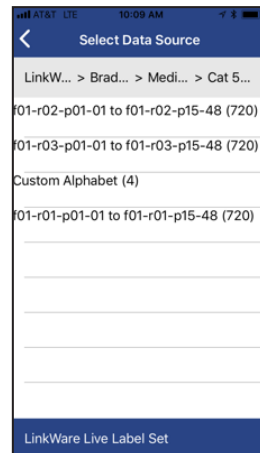 AT&T LTE 10:09 AM
Select Data Source
LinkW... > Brad... > Medi... > Cat 5...
f01-r02-p01-01 to f01-r02-p15-48 (720)
f01-r03-p01-01 to f01-r03-p15-48 (720)
Custom Alphabet (4)
f01-r01-p01-01 to f01-r01-p15-48 (720)
LinkWare Live Label Set